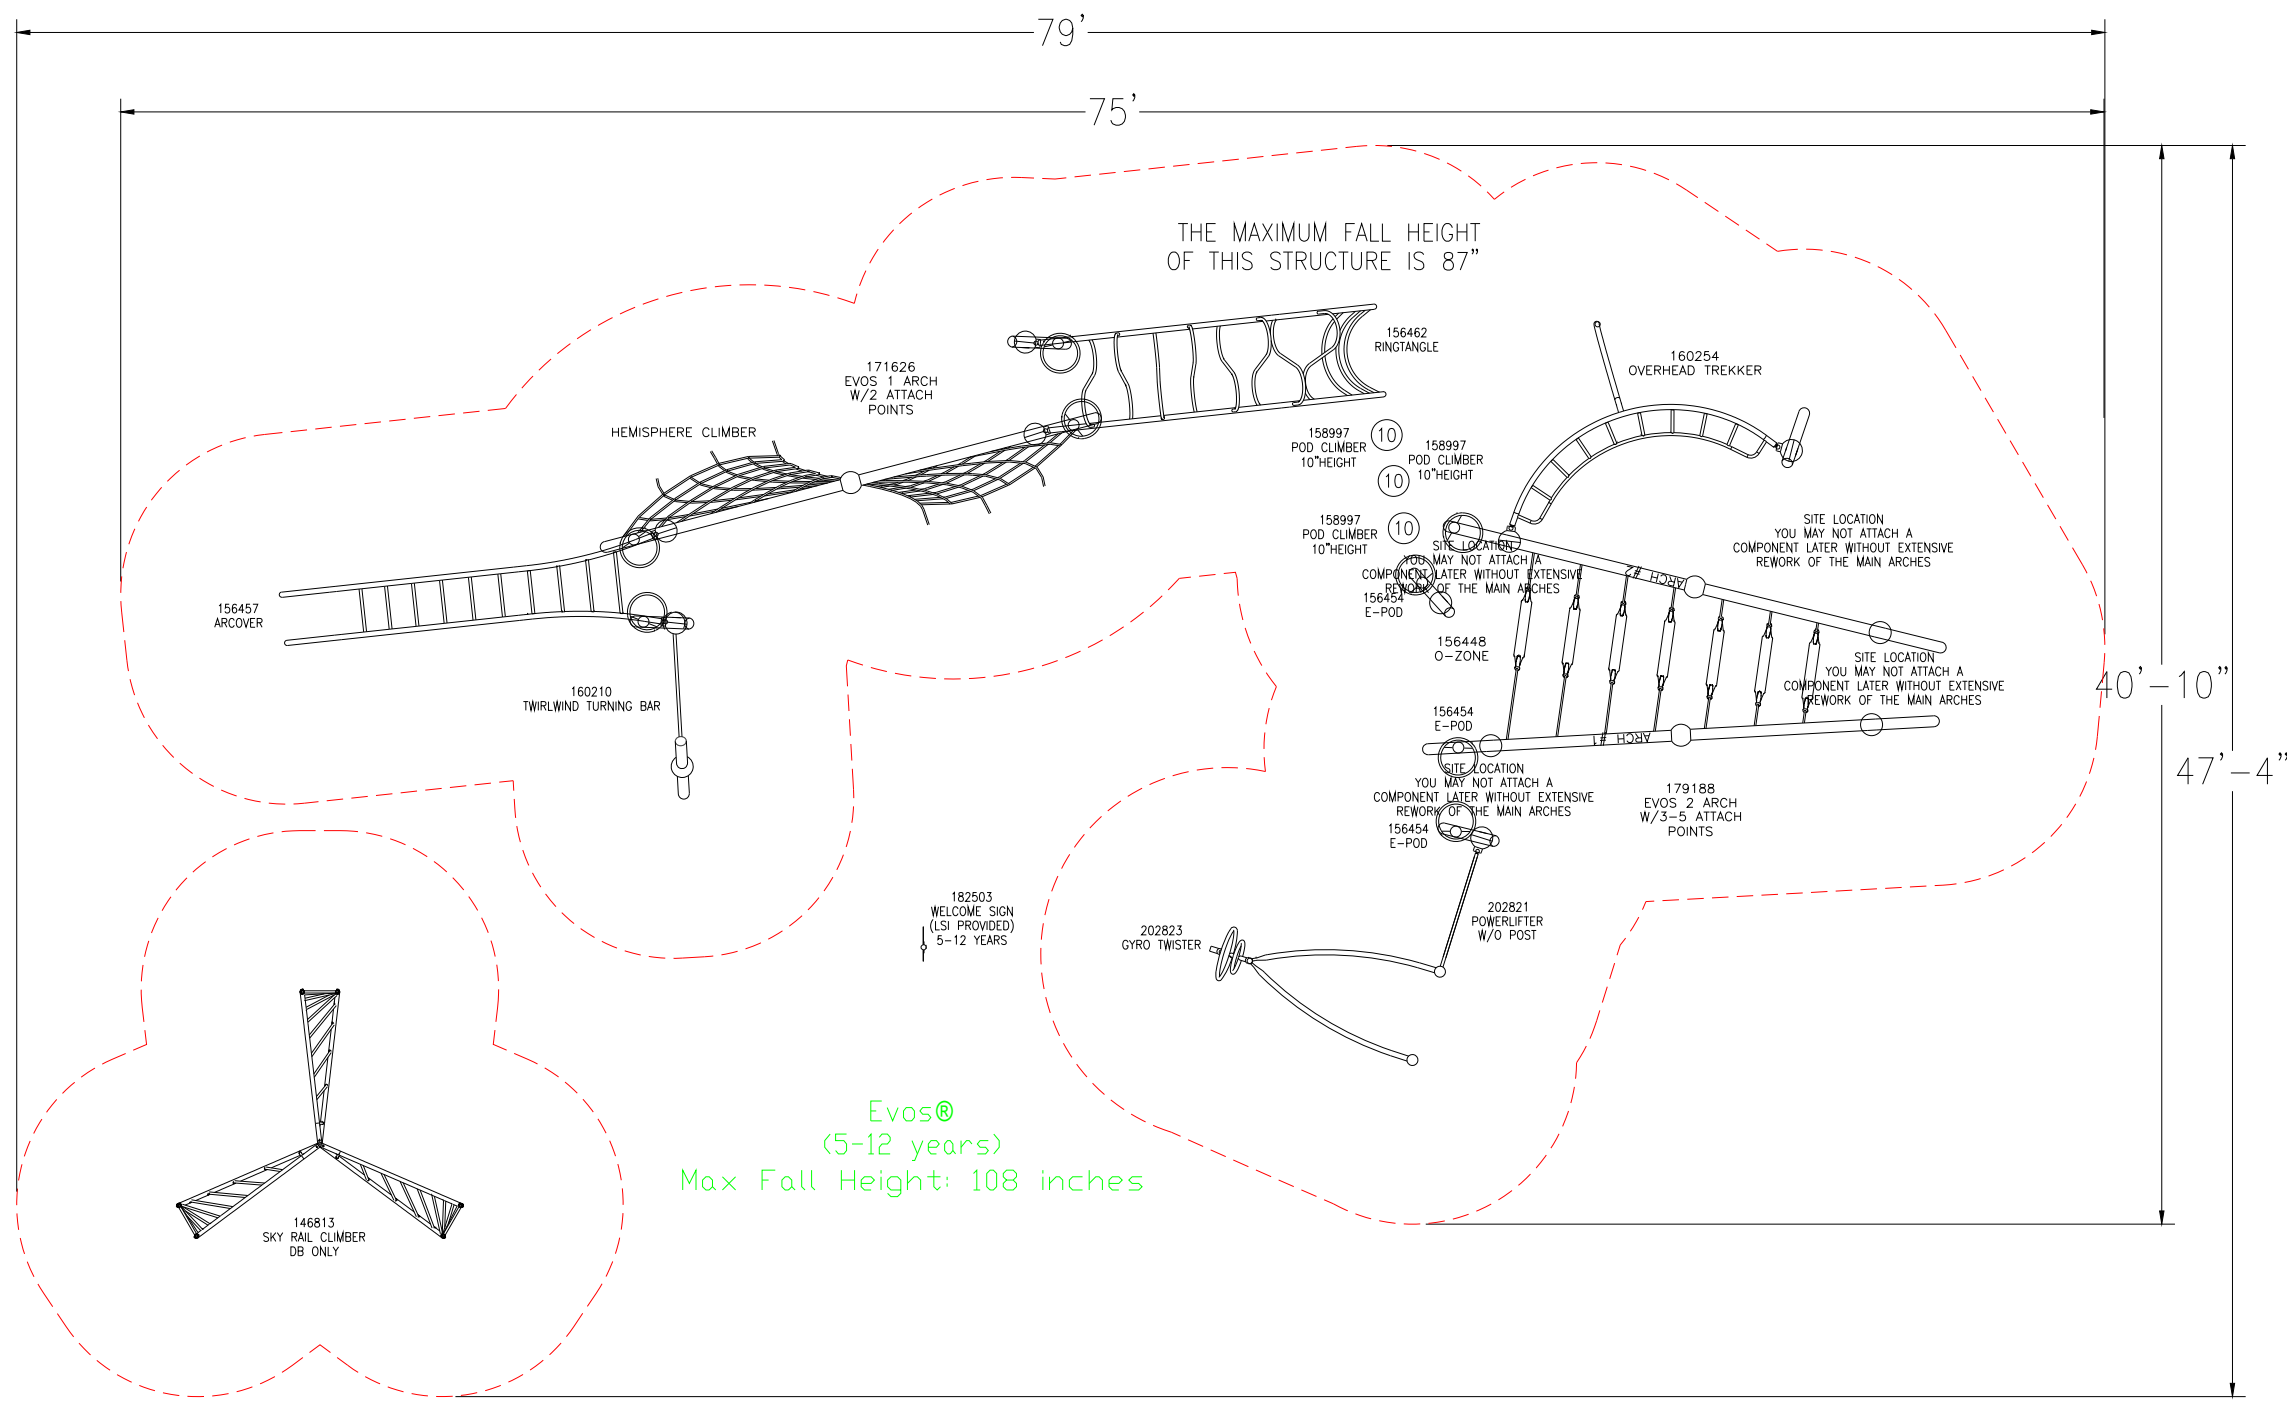 79'
75'
THE MAXIMUM FALL HEIGHT
OF THIS STRUCTURE IS 87"
156462
RINGTANGLE
160254
OVERHEAD TREKKER
171626
EVOS 1 ARCH
W/2 ATTACH
POINTS
HEMISPHERE CLIMBER
158997
POD CLIMBER
10"HEIGHT
10
158997
POD CLIMBER
10"HEIGHT
10
158997
POD CLIMBER
10"HEIGHT
10
SITE LOCATION
YOU MAY NOT ATTACH A
COMPONENT LATER WITHOUT EXTENSIVE
REWORK OF THE MAIN ARCHES
SITE LOCATION
YOU MAY NOT ATTACH A
COMPONENT LATER WITHOUT EXTENSIVE
REWORK OF THE MAIN ARCHES
ARCH #2
156454
E-POD
156457
ARCOVER
156448
O-ZONE
SITE LOCATION
YOU MAY NOT ATTACH A
COMPONENT LATER WITHOUT EXTENSIVE
REWORK OF THE MAIN ARCHES
40'-10"
160210
TWIRLWIND TURNING BAR
156454
E-POD
ARCH #1
47'-4"
SITE LOCATION
YOU MAY NOT ATTACH A
COMPONENT LATER WITHOUT EXTENSIVE
REWORK OF THE MAIN ARCHES
179188
EVOS 2 ARCH
W/3-5 ATTACH
POINTS
156454
E-POD
182503
WELCOME SIGN
(LSI PROVIDED)
5-12 YEARS
202823
GYRO TWISTER
202821
POWERLIFTER
W/O POST
Evos®
(5-12 years)
Max Fall Height: 108 inches
146813
SKY RAIL CLIMBER
DB ONLY